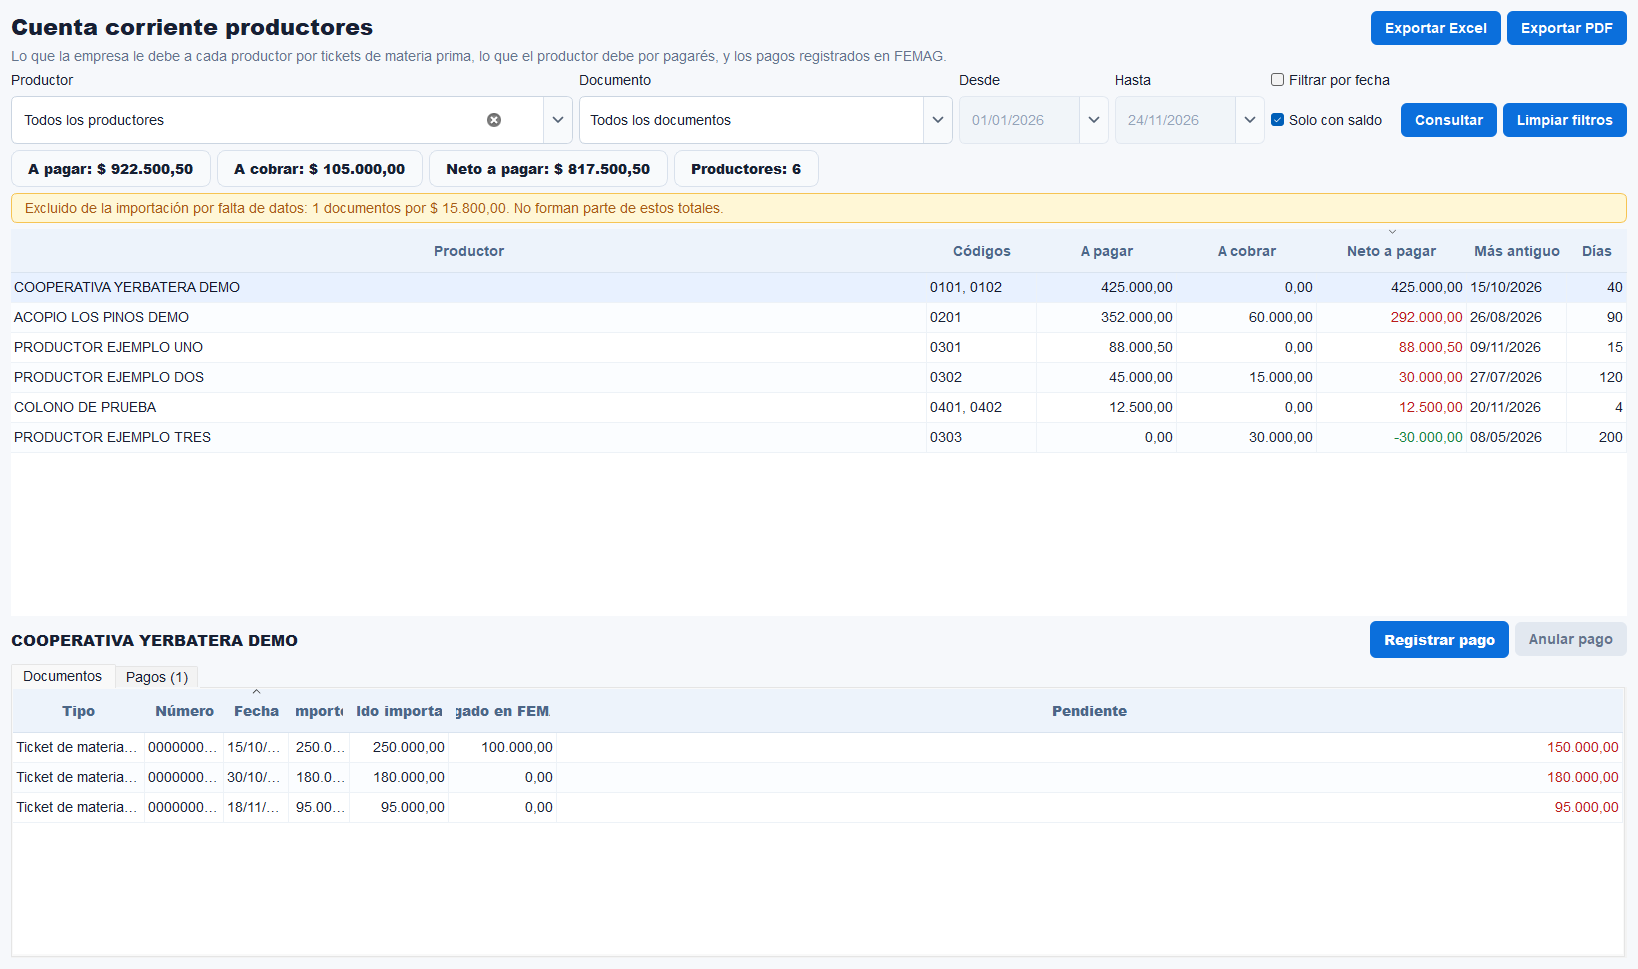 Cuenta corriente productores
Exportar Excel
Exportar PDF
Lo que la empresa le debe a cada productor por tickets de materia prima, lo que el productor debe por pagarés, y los pagos registrados en FEMAG.
Productor
Documento
Desde
Hasta
Filtrar por fecha
Todos los productores
Todos los documentos
01/01/2026
24/11/2026
Solo con saldo
Consultar
Limpiar filtros
A pagar: $ 922.500,50
A cobrar: $ 105.000,00
Neto a pagar: $ 817.500,50
Productores: 6
Excluido de la importación por falta de datos: 1 documentos por $ 15.800,00. No forman parte de estos totales.
Productor Códigos A pagar A cobrar Neto a pagar Más antiguo Días
COOPERATIVA YERBATERA DEMO 0101, 0102 425.000,00 0,00 425.000,00 15/10/2026 40
ACOPIO LOS PINOS DEMO 0201 352.000,00 60.000,00 292.000,00 26/08/2026 90
PRODUCTOR EJEMPLO UNO 0301 88.000,50 0,00 88.000,50 09/11/2026 15
PRODUCTOR EJEMPLO DOS 0302 45.000,00 15.000,00 30.000,00 27/07/2026 120
COLONO DE PRUEBA 0401, 0402 12.500,00 0,00 12.500,00 20/11/2026 4
PRODUCTOR EJEMPLO TRES 0303 0,00 30.000,00 -30.000,00 08/05/2026 200
COOPERATIVA YERBATERA DEMO
Registrar pago
Anular pago
Documentos
Pagos (1)
Tipo Número Fecha mporte ldo importa gado en FEM. Pendiente
Ticket de materia... 0000000... 15/10/... 250.0... 250.000,00 100.000,00 150.000,00
Ticket de materia... 0000000... 30/10/... 180.0... 180.000,00 0,00 180.000,00
Ticket de materia... 0000000... 18/11/... 95.00... 95.000,00 0,00 95.000,00